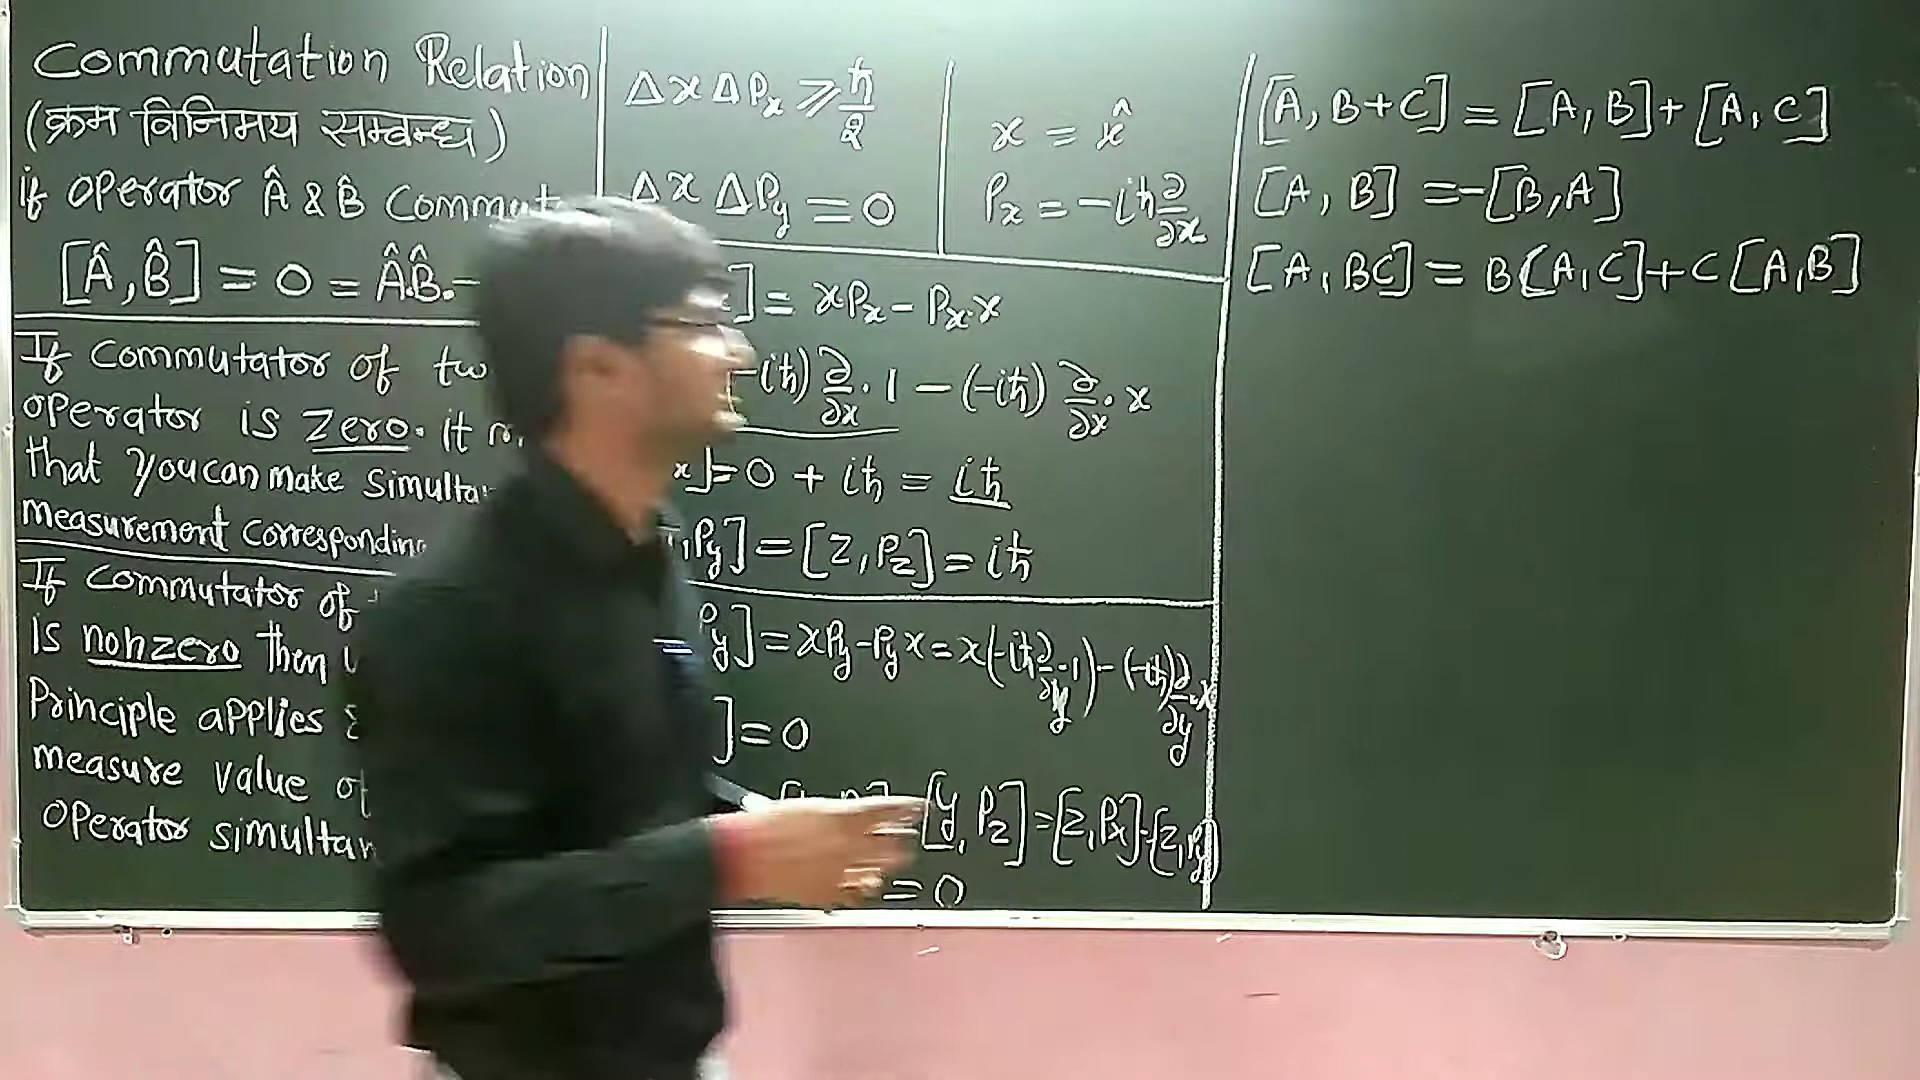 Commutation Relation
(क्रम विनिमय सम्बन्ध)
if operator Â & B̂ Commut
[Â,B̂] = 0 = Â.B̂.-
If Commutator of tw
operator is Zero. it
that you can make simulta
measurement corresponding
If Commutator of
is nonzero then
Principle applies &
measure value of
operator simultan
Δx ΔPx ⩾ ħ/2
Δx ΔPy = 0
x = x̂
Px = -iħ ∂/∂x
] = xPx - Px.x
-iħ) ∂/∂x . 1 - (-iħ) ∂/∂x . x
x] = 0 + iħ = iħ
,Py] = [z,Pz] = iħ
Py] = xPy - Pyx = x(-iħ ∂/∂y .1) - (-iħ) ∂/∂y .x
] = 0
[y, Pz] = [z,Px] = [z,Py]
= 0
[A, B+C] = [A,B] + [A,C]
[A, B] = -[B,A]
[A, BC] = B[A,C] + C[A,B]